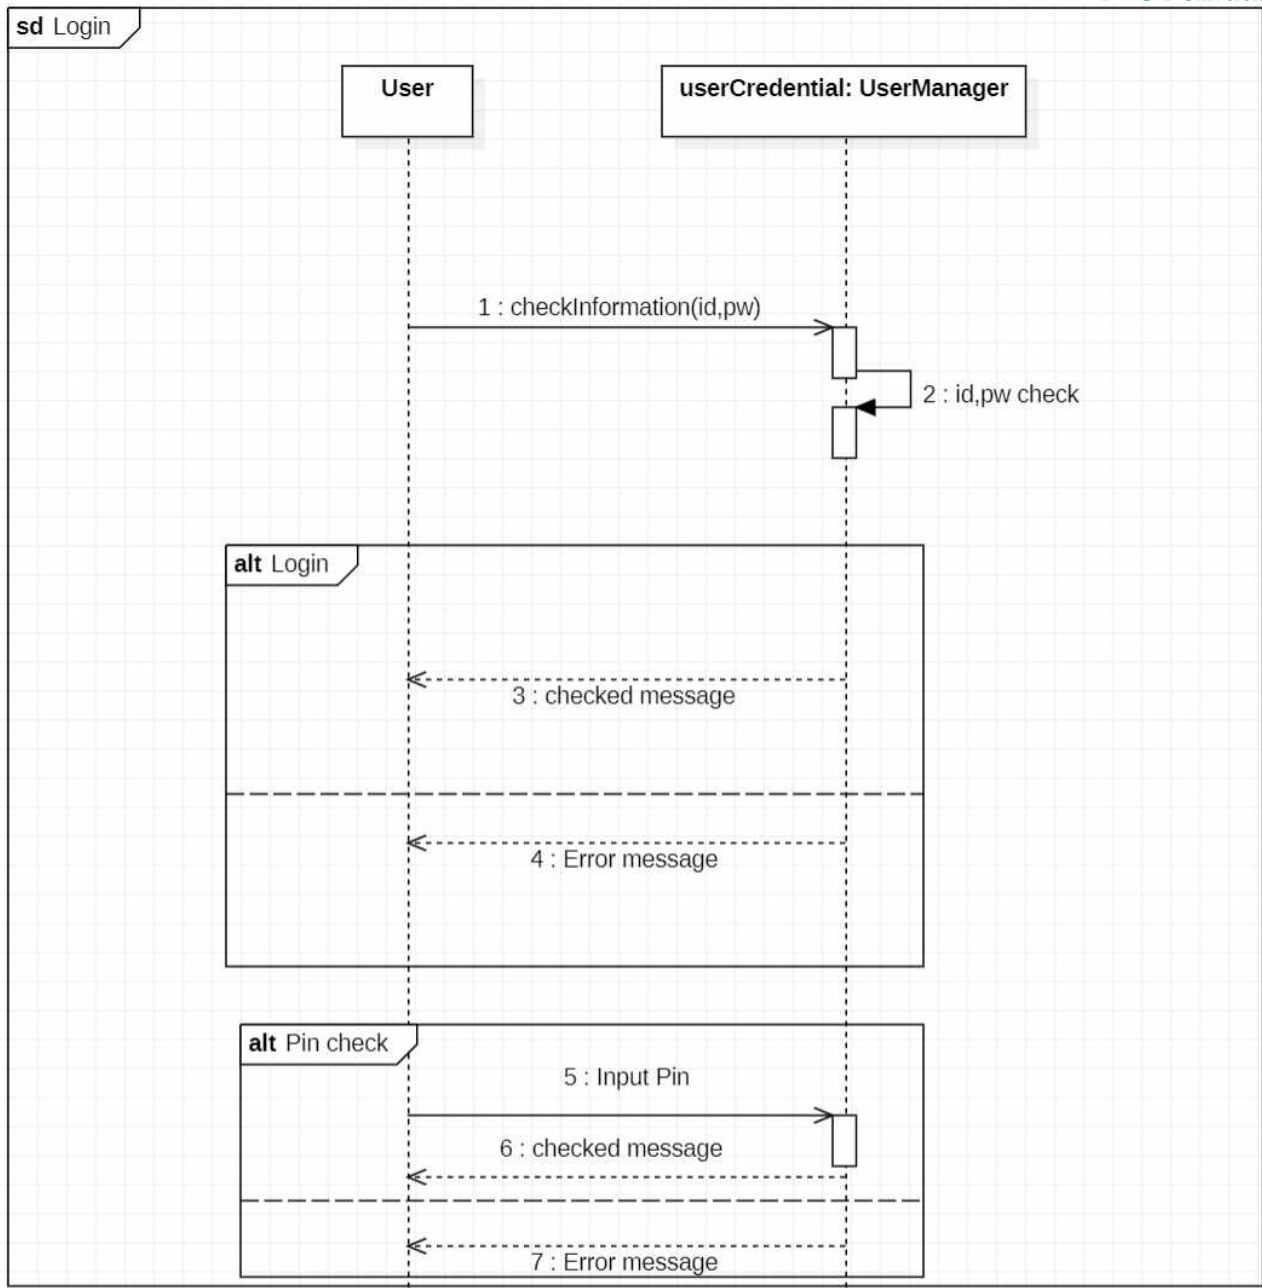 sd Login
User
userCredential: UserManager
1 : checkInformation(id,pw)
2 : id,pw check
alt Login
3 : checked message
4 : Error message
alt Pin check
5 : Input Pin
6 : checked message
7 : Error message